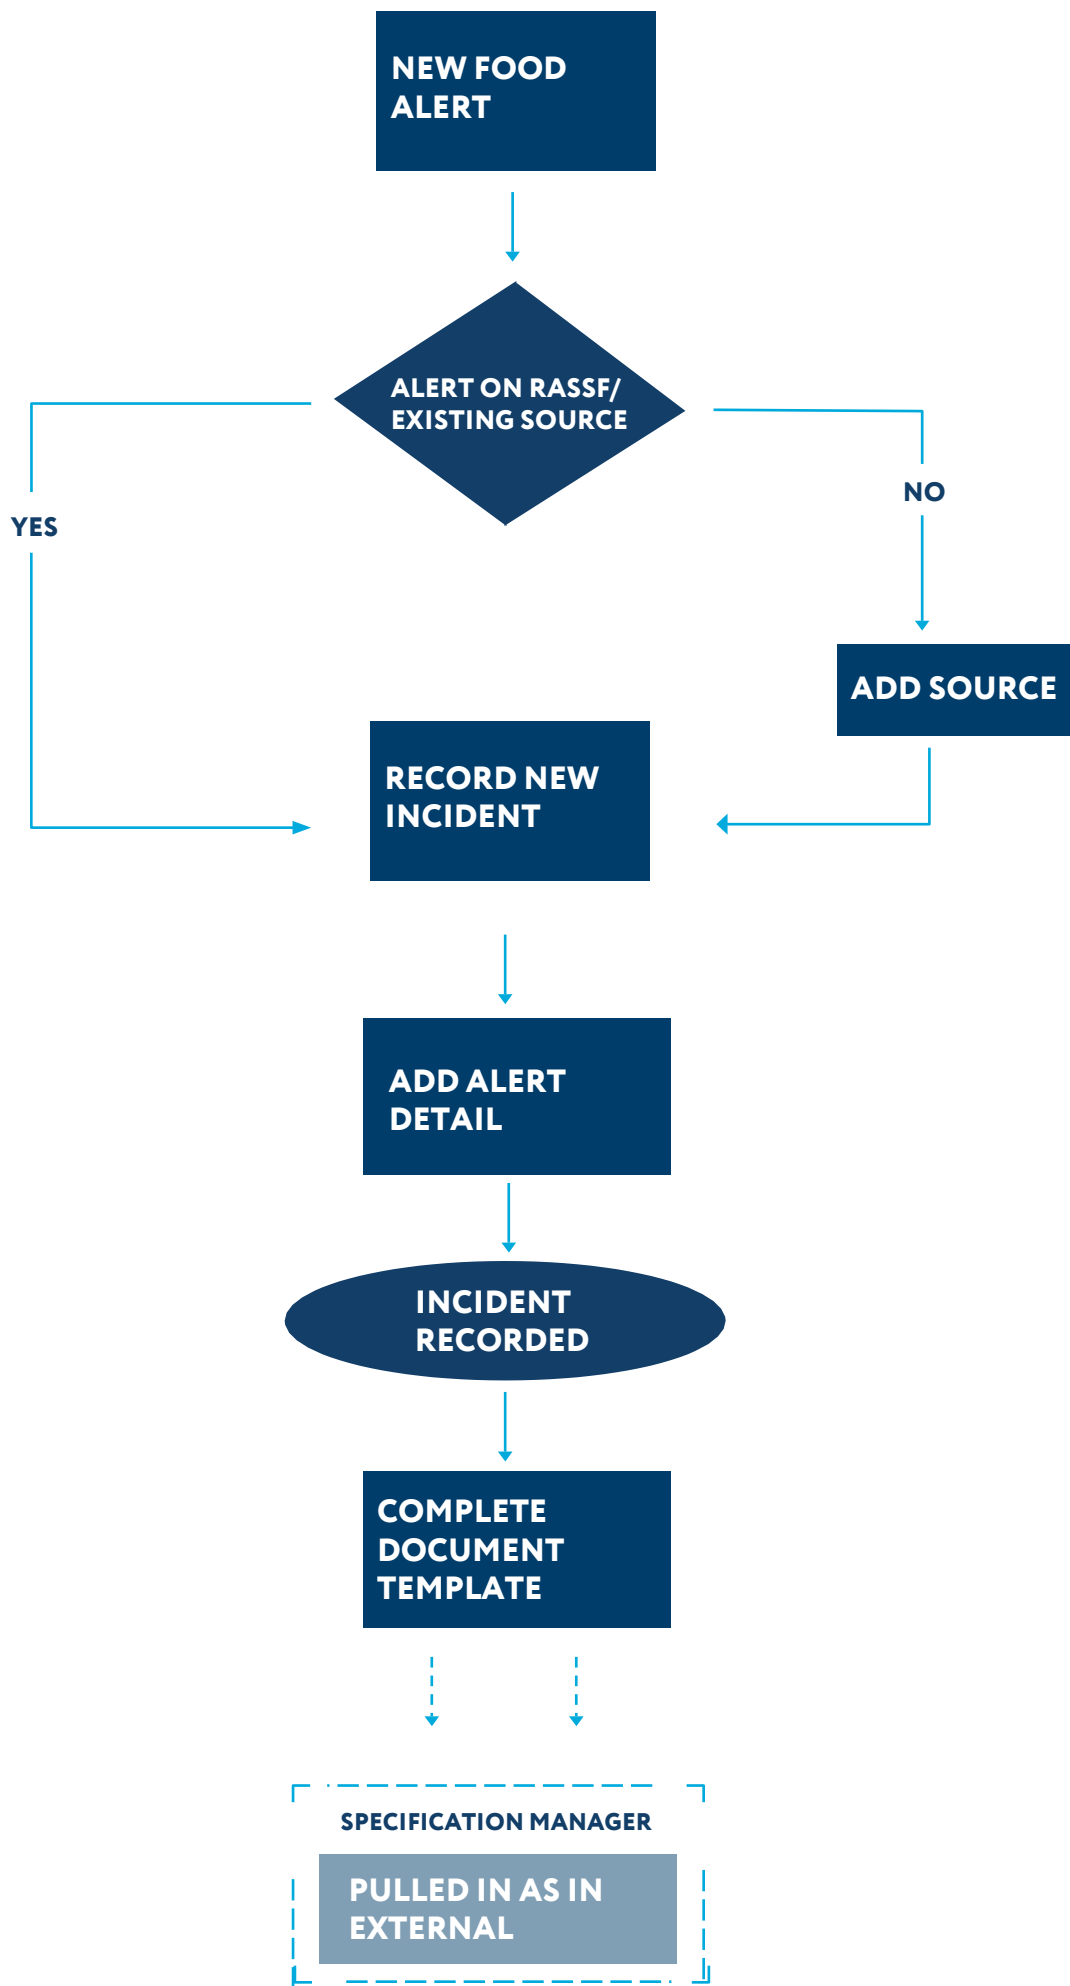 NEW FOOD
ALERT
ALERT ON RASSF/
EXISTING SOURCE
NO
YES
ADD SOURCE
RECORD NEW
INCIDENT
ADD ALERT
DETAIL
INCIDENT
RECORDED
COMPLETE
DOCUMENT
TEMPLATE
SPECIFICATION MANAGER
PULLED IN AS IN
EXTERNAL